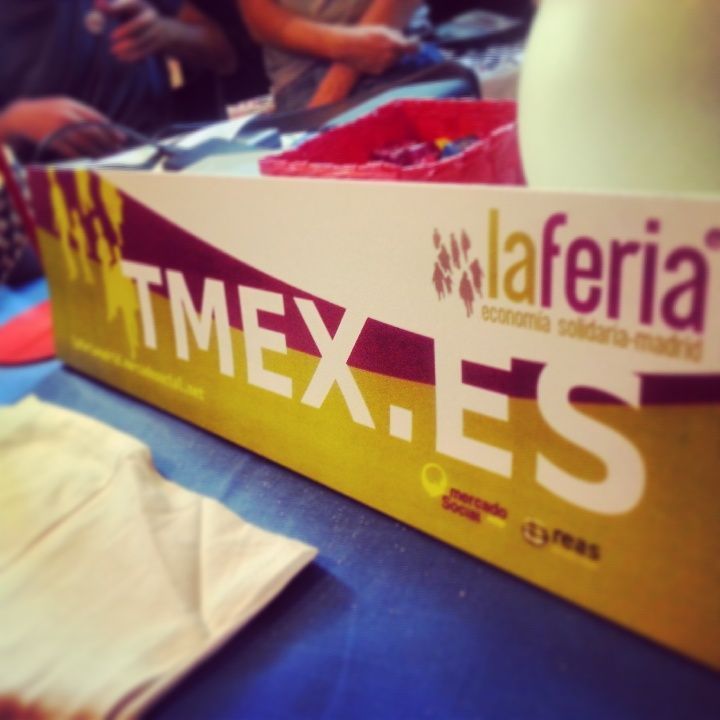 laferia
economía solidaria-madrid
TMEX.ES
mercado
Social
reas